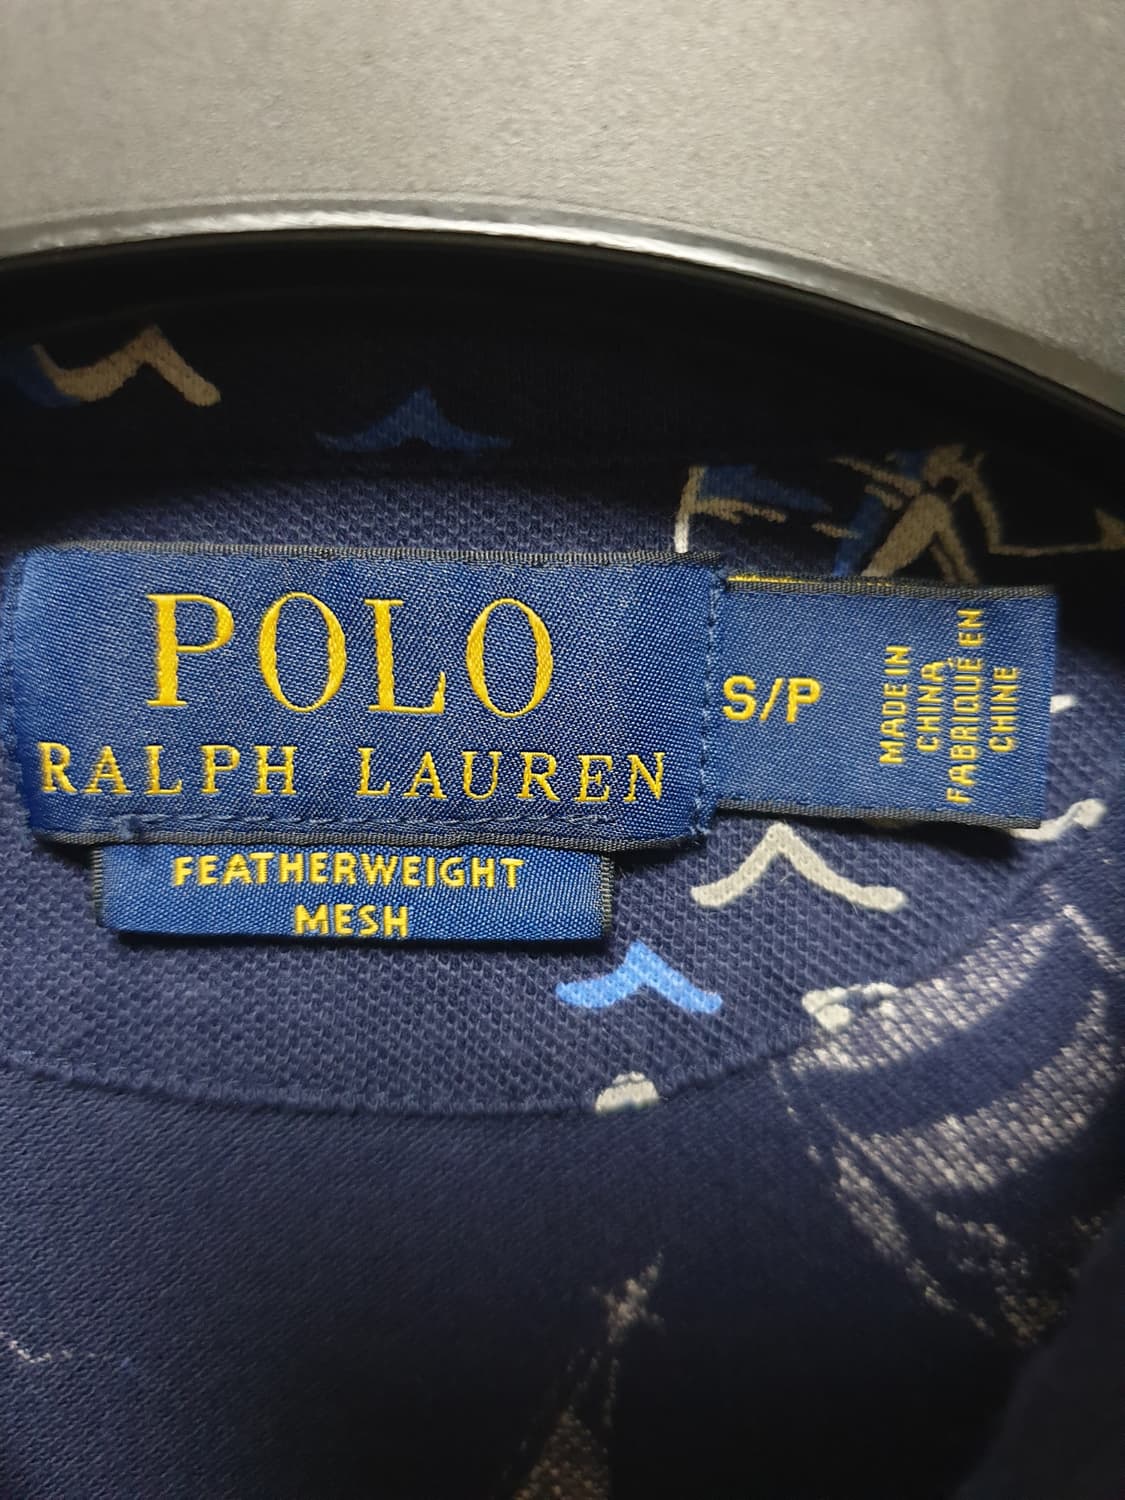 POLO
RALPH LAUREN
FEATHERWEIGHT
MESH
S/P
MADE IN
CHINA
FABRIQUÉ EN
CHINE